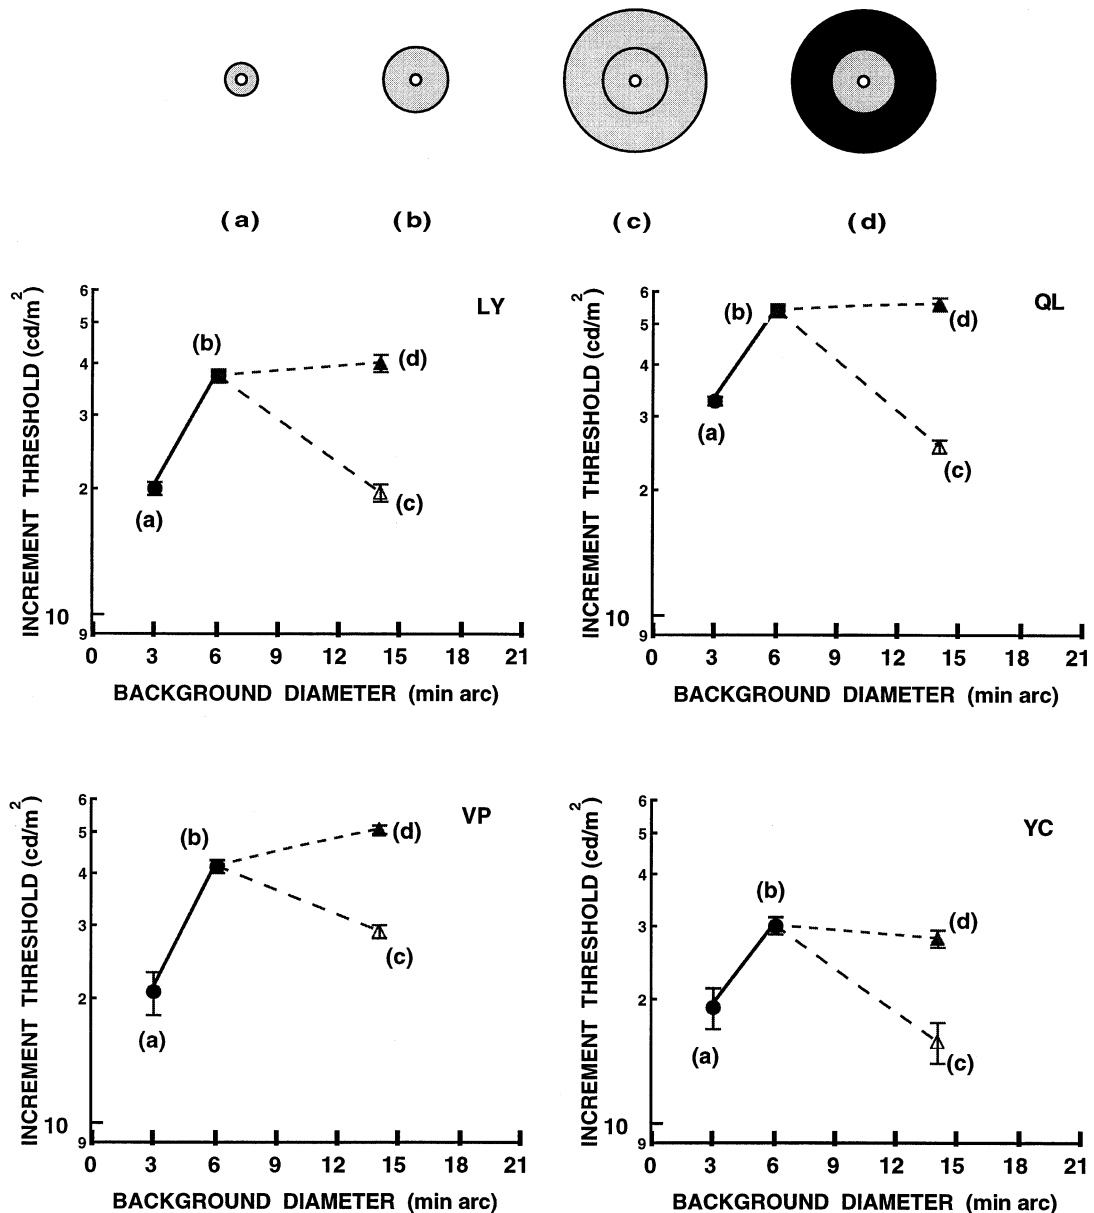 (a) (b) (c) (d)
LY
INCREMENT THRESHOLD (cd/m2)
6
5
4
3
2
10
9
(a)
(b)
(c)
(d)
0 3 6 9 12 15 18 21
BACKGROUND DIAMETER (min arc)
QL
INCREMENT THRESHOLD (cd/m2)
6
5
4
3
2
10
9
(a)
(b)
(c)
(d)
0 3 6 9 12 15 18 21
BACKGROUND DIAMETER (min arc)
VP
INCREMENT THRESHOLD (cd/m2)
6
5
4
3
2
10
9
(a)
(b)
(c)
(d)
0 3 6 9 12 15 18 21
BACKGROUND DIAMETER (min arc)
YC
INCREMENT THRESHOLD (cd/m2)
6
5
4
3
2
10
9
(a)
(b)
(c)
(d)
0 3 6 9 12 15 18 21
BACKGROUND DIAMETER (min arc)